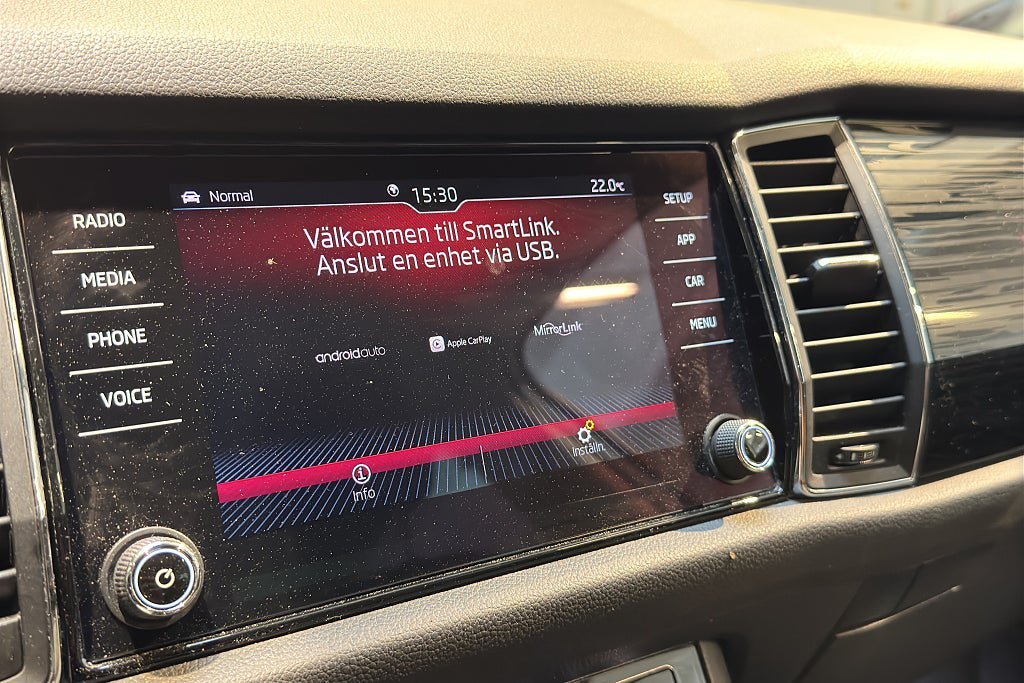 Normal
15:30
22.0°C
RADIO
MEDIA
PHONE
VOICE
Välkommen till SmartLink.
Anslut en enhet via USB.
androidauto
Apple CarPlay
MirrorLink
Info
Inställn.
SETUP
APP
CAR
MENU